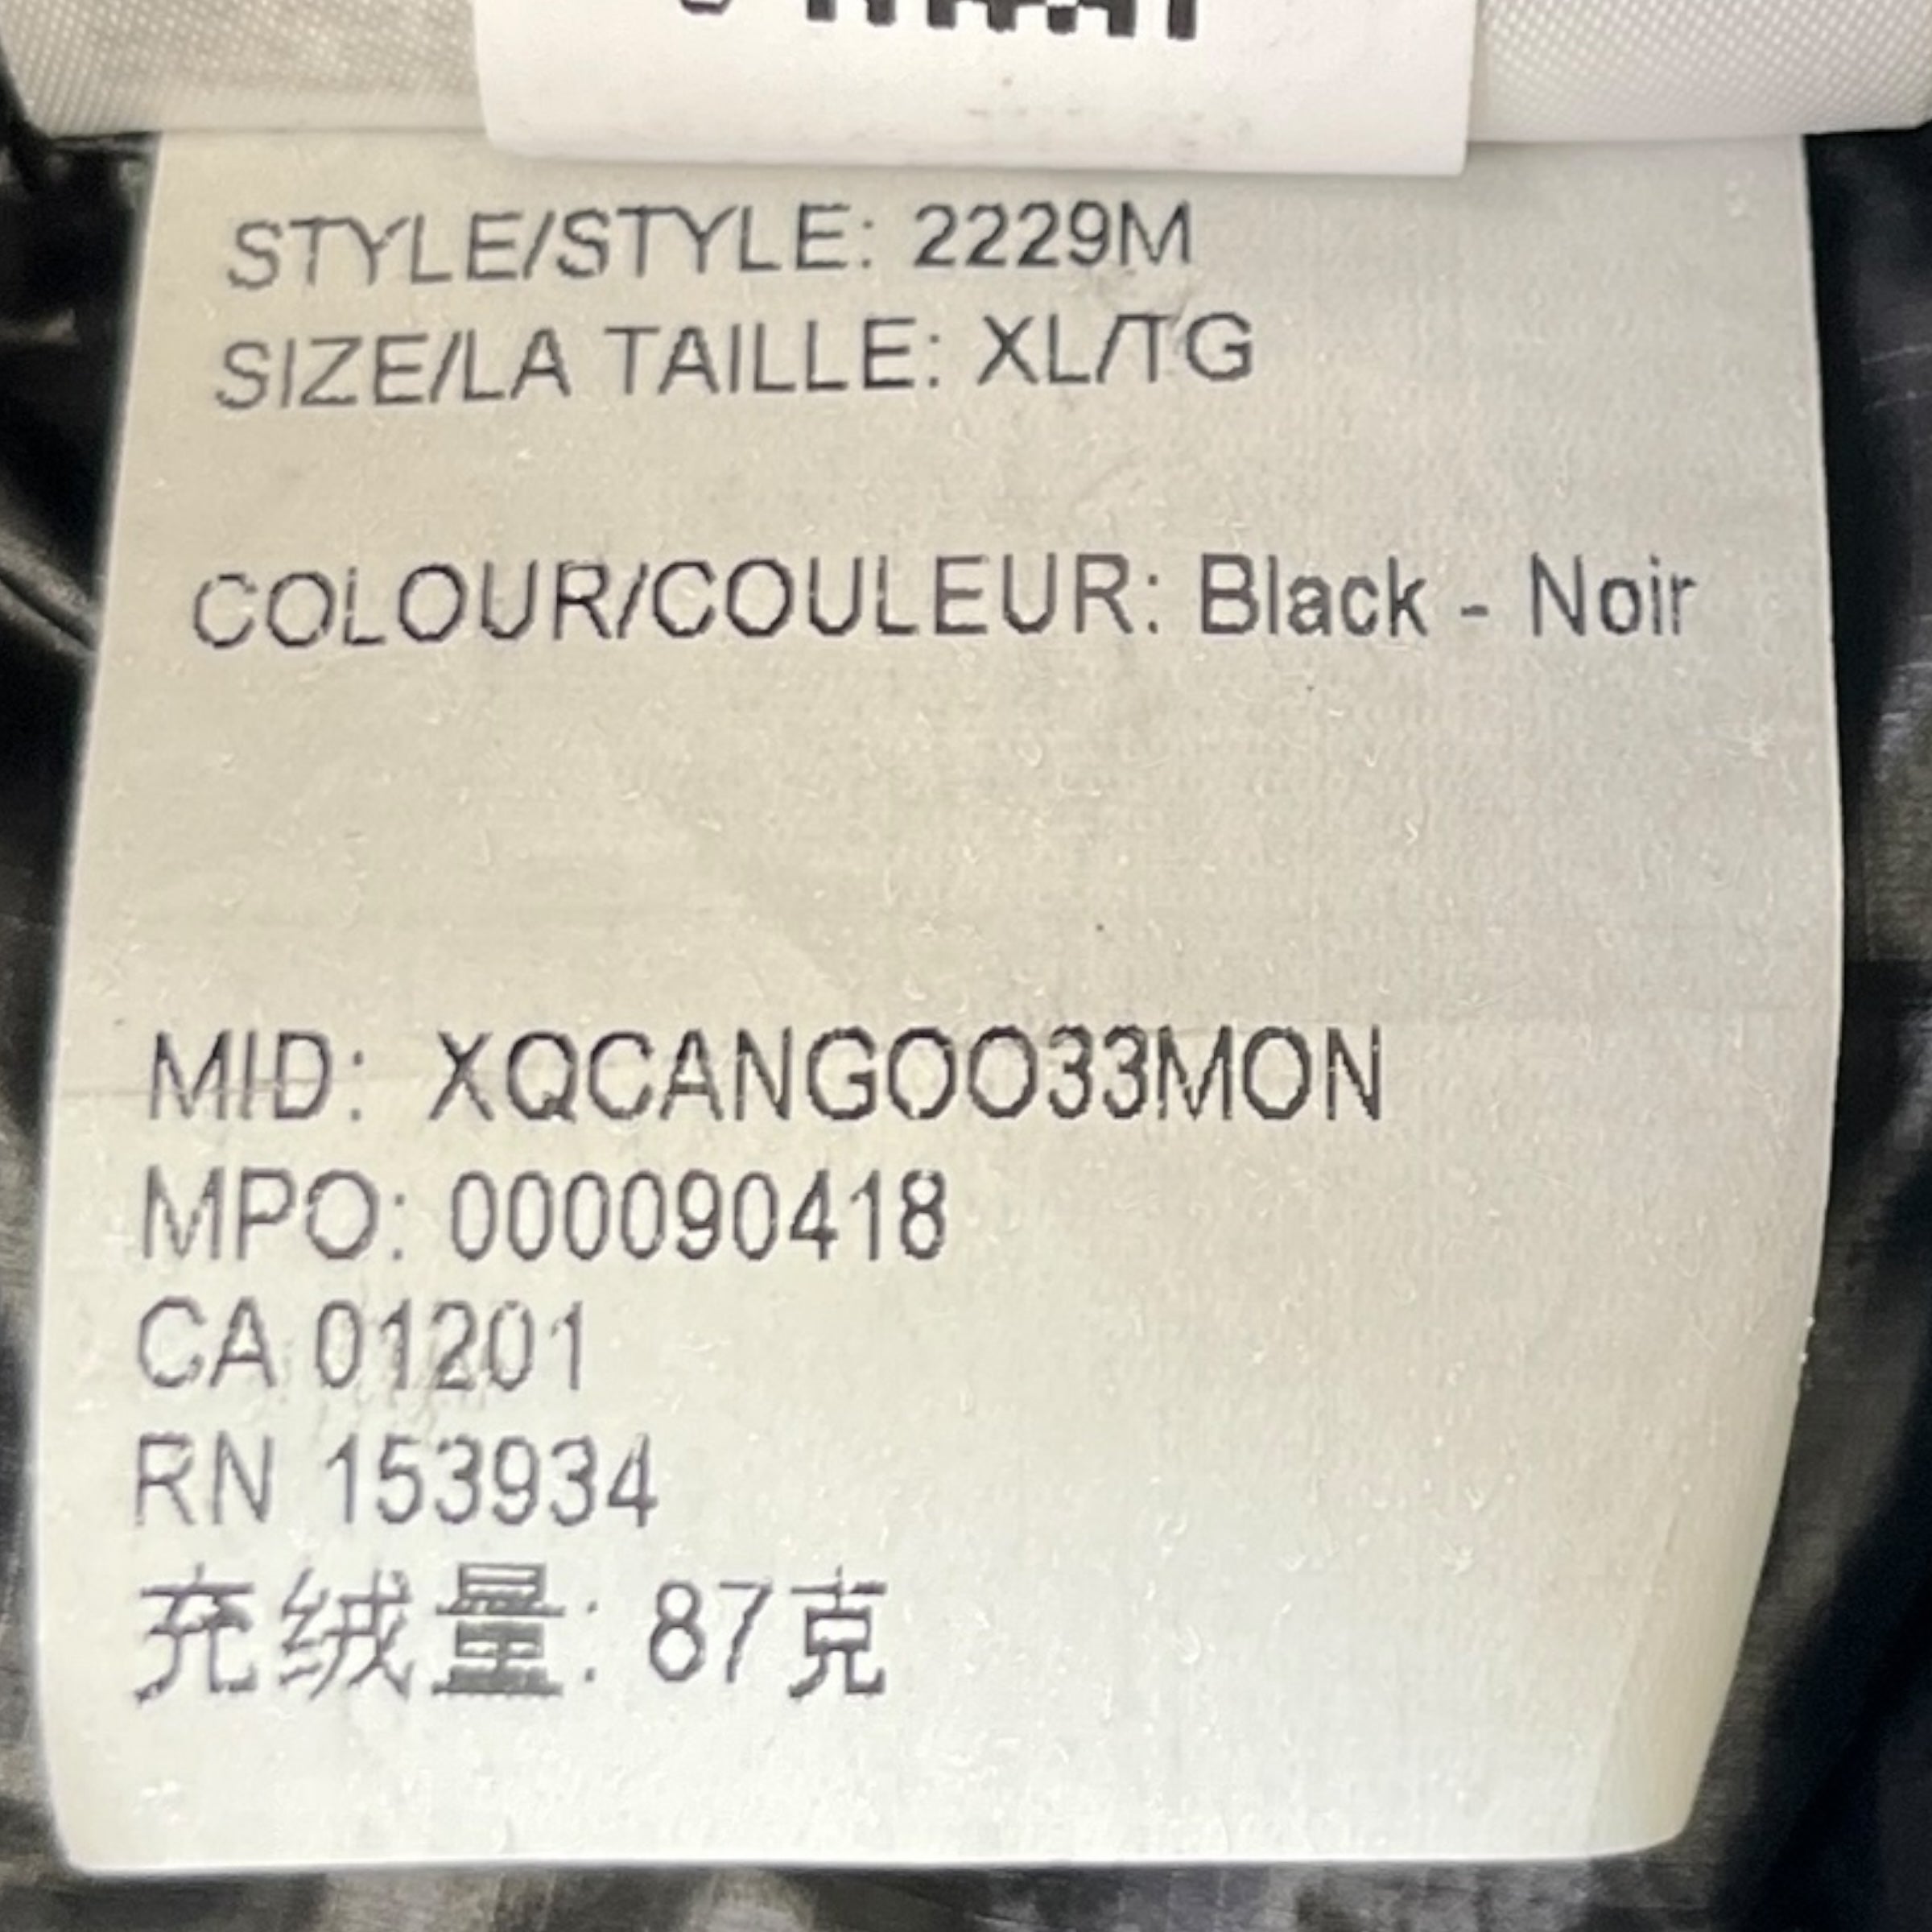 STYLE/STYLE: 2229M
SIZE/LA TAILLE: XL/TG
COLOUR/COULEUR: Black - Noir
MID: XQCANGOO33MON
MPO: 0000090418
CA 01201
RN 153934
充绒量: 87克